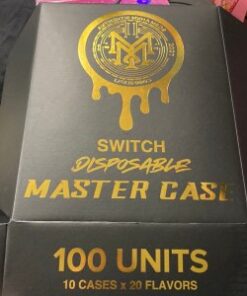 SWITCH
DISPOSABLE
MASTER CASE
100 UNITS
10 CASES x 20 FLAVORS